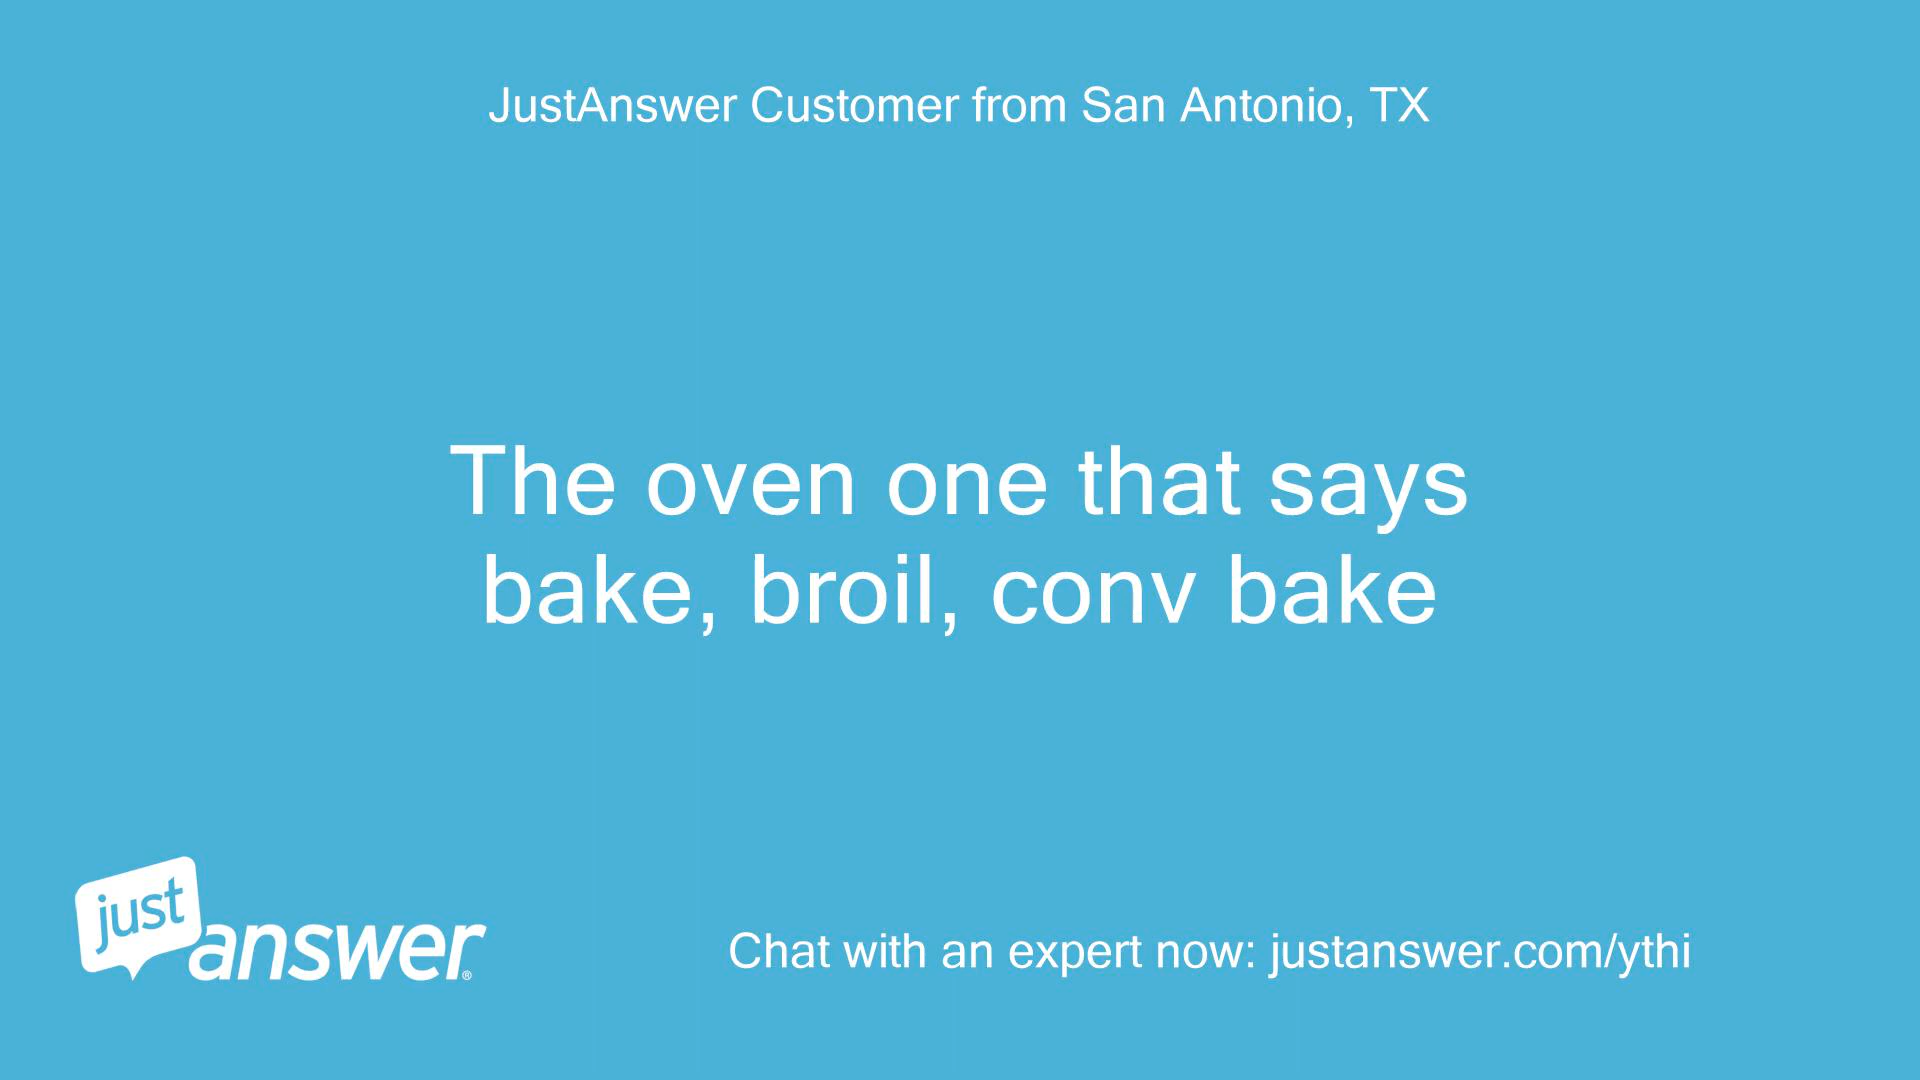 JustAnswer Customer from San Antonio, TX
The oven one that says
bake, broil, conv bake
just
answer®
Chat with an expert now: justanswer.com/ythi